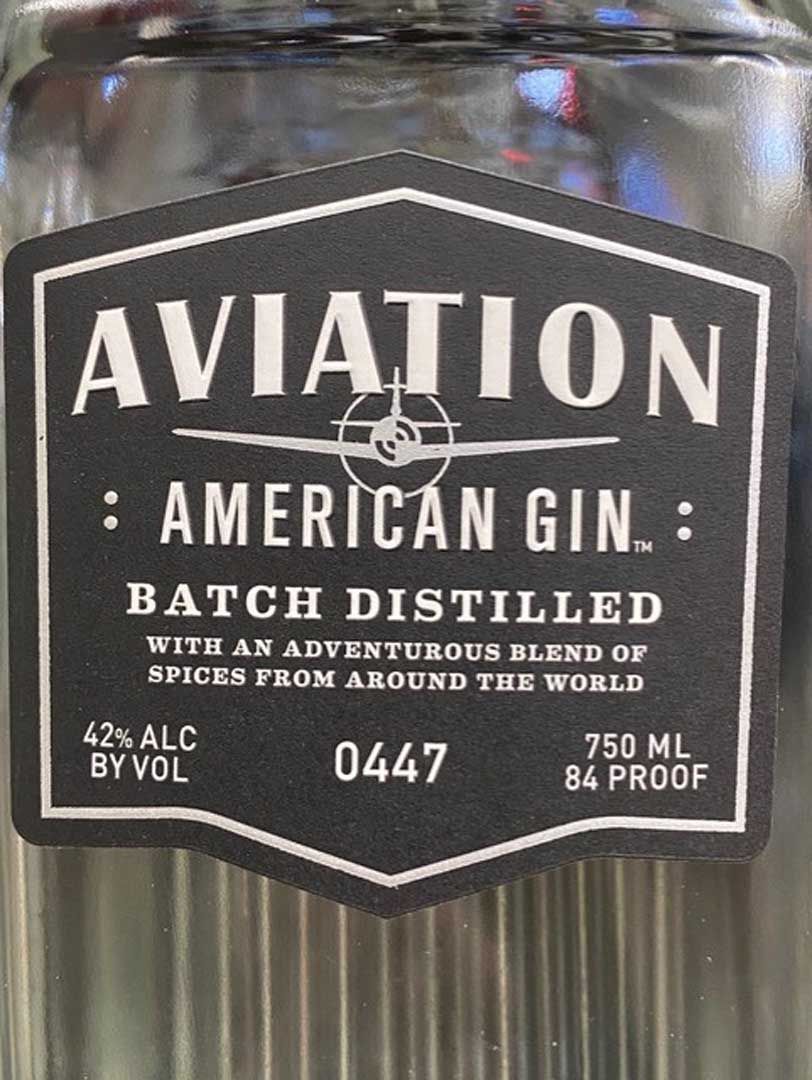 AVIATION
: AMERICAN GIN™ :
BATCH DISTILLED
WITH AN ADVENTUROUS BLEND OF
SPICES FROM AROUND THE WORLD
42% ALC
BY VOL
0447
750 ML
84 PROOF